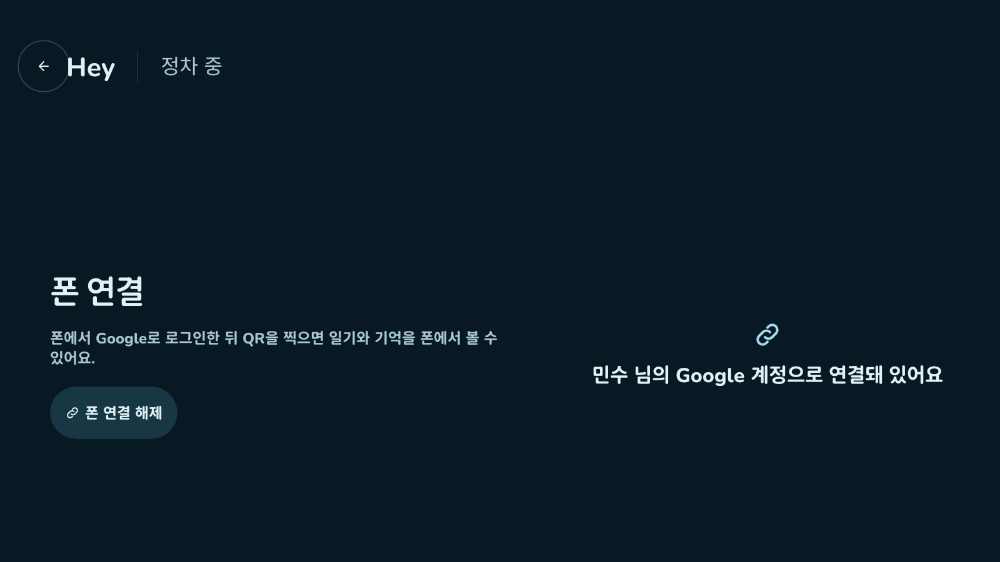 Hey
정차 중
폰 연결
폰에서 Google로 로그인한 뒤 QR을 찍으면 일기와 기억을 폰에서 볼 수
있어요.
폰 연결 해제
민수 님의 Google 계정으로 연결돼 있어요